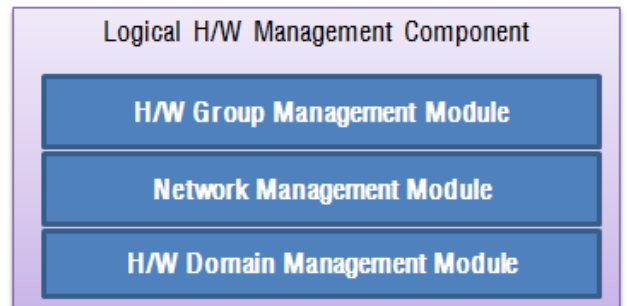 Logical H/W Management Component
H/W Group Management Module
Network Management Module
H/W Domain Management Module